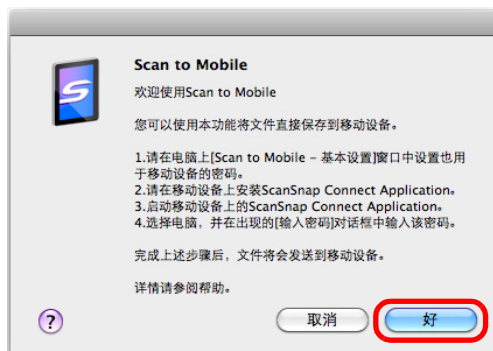 Scan to Mobile
欢迎使用Scan to Mobile
您可以使用本功能将文件直接保存到移动设备。
1.请在电脑上[Scan to Mobile – 基本设置]窗口中设置也用
于移动设备的密码。
2.请在移动设备上安装ScanSnap Connect Application。
3.启动移动设备上的ScanSnap Connect Application。
4.选择电脑，并在出现的[输入密码]对话框中输入该密码。
完成上述步骤后，文件将会发送到移动设备。
详情请参阅帮助。
? 取消 好